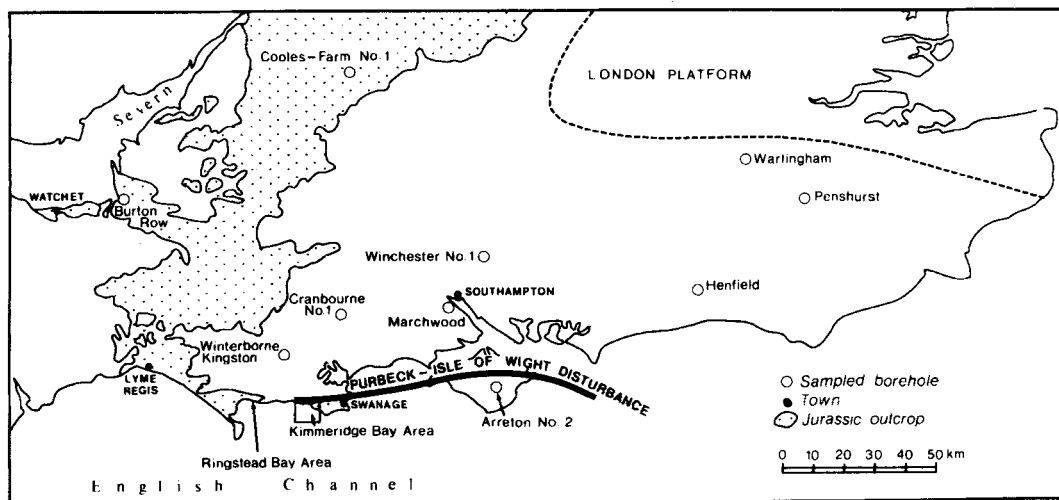 Cooles-Farm No. 1
LONDON PLATFORM
Severn
Warlingham
Penshurst
WATCHET
Burton
Row
Winchester No. 1
Henfield
SOUTHAMPTON
Cranbourne
No. 1
Marchwood
Winterborne
Kingston
PURBECK-ISLE OF WIGHT DISTURBANCE
LYME
REGIS
SWANAGE
Kimmeridge Bay Area
Arreton No. 2
Ringstead Bay Area
English Channel
Sampled borehole
Town
Jurassic outcrop
0 10 20 30 40 50 km